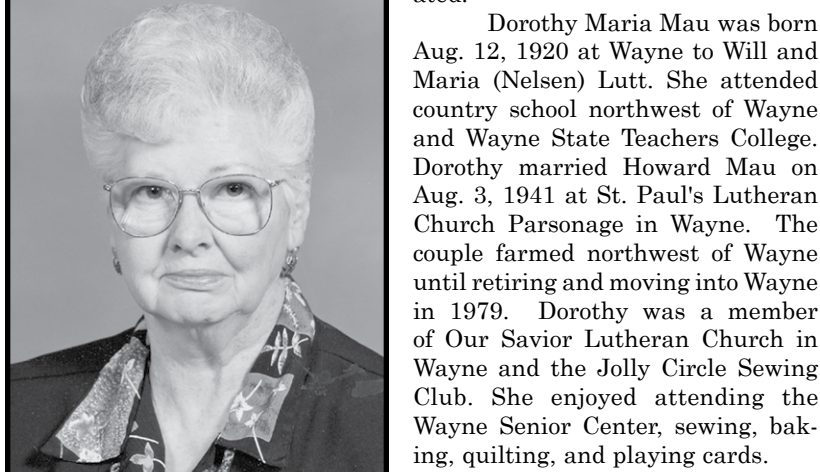 ated.
Dorothy Maria Mau was born
Aug. 12, 1920 at Wayne to Will and
Maria (Nelsen) Lutt. She attended
country school northwest of Wayne
and Wayne State Teachers College.
Dorothy married Howard Mau on
Aug. 3, 1941 at St. Paul's Lutheran
Church Parsonage in Wayne. The
couple farmed northwest of Wayne
until retiring and moving into Wayne
in 1979. Dorothy was a member
of Our Savior Lutheran Church in
Wayne and the Jolly Circle Sewing
Club. She enjoyed attending the
Wayne Senior Center, sewing, bak-
ing, quilting, and playing cards.